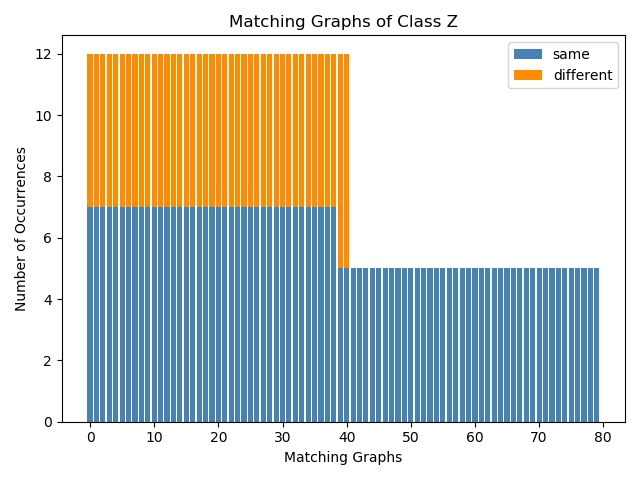 Matching Graphs of Class Z
same
different
Number of Occurrences
12
10
8
6
4
2
0
0 10 20 30 40 50 60 70 80
Matching Graphs